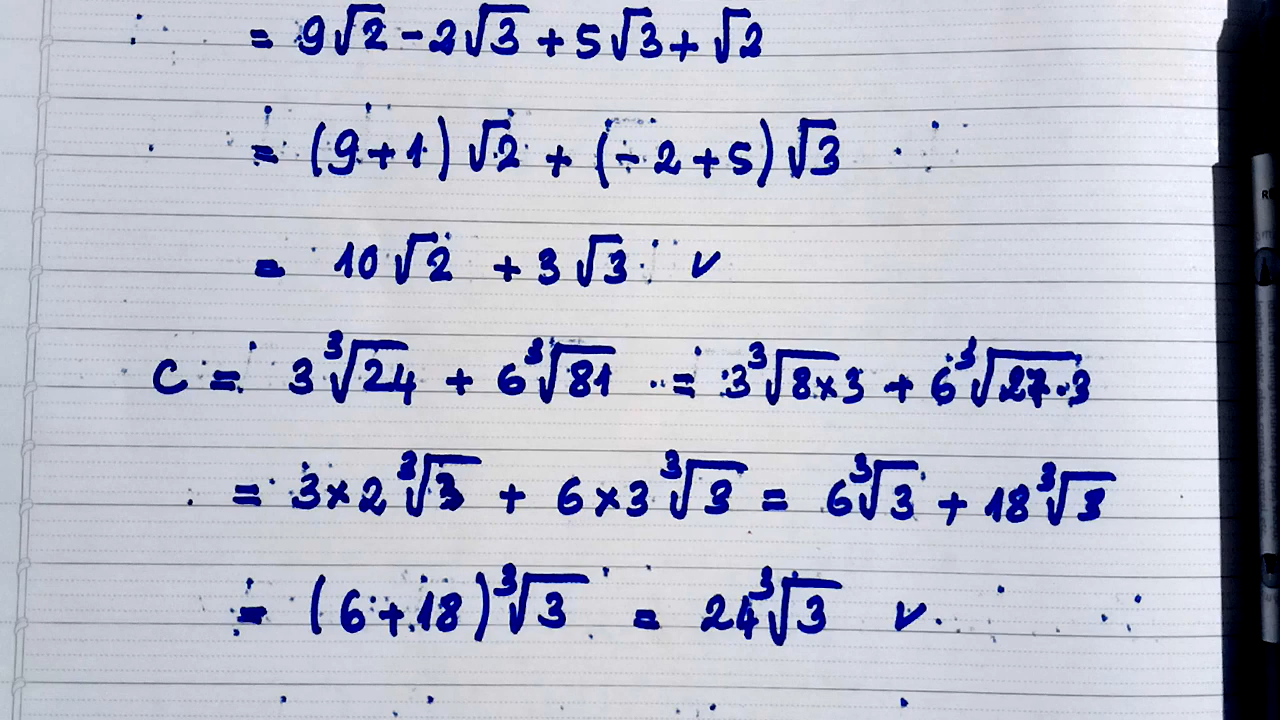 = 9√2 - 2√3 + 5√3 + √2
= (9+1)√2 + (-2+5)√3
= 10√2 + 3√3 ✓
C = 3∛24 + 6∛81 = 3∛8×3 + 6∛27·3
= 3×2∛3 + 6×3∛3 = 6∛3 + 18∛3
= (6+18)∛3 = 24∛3 ✓